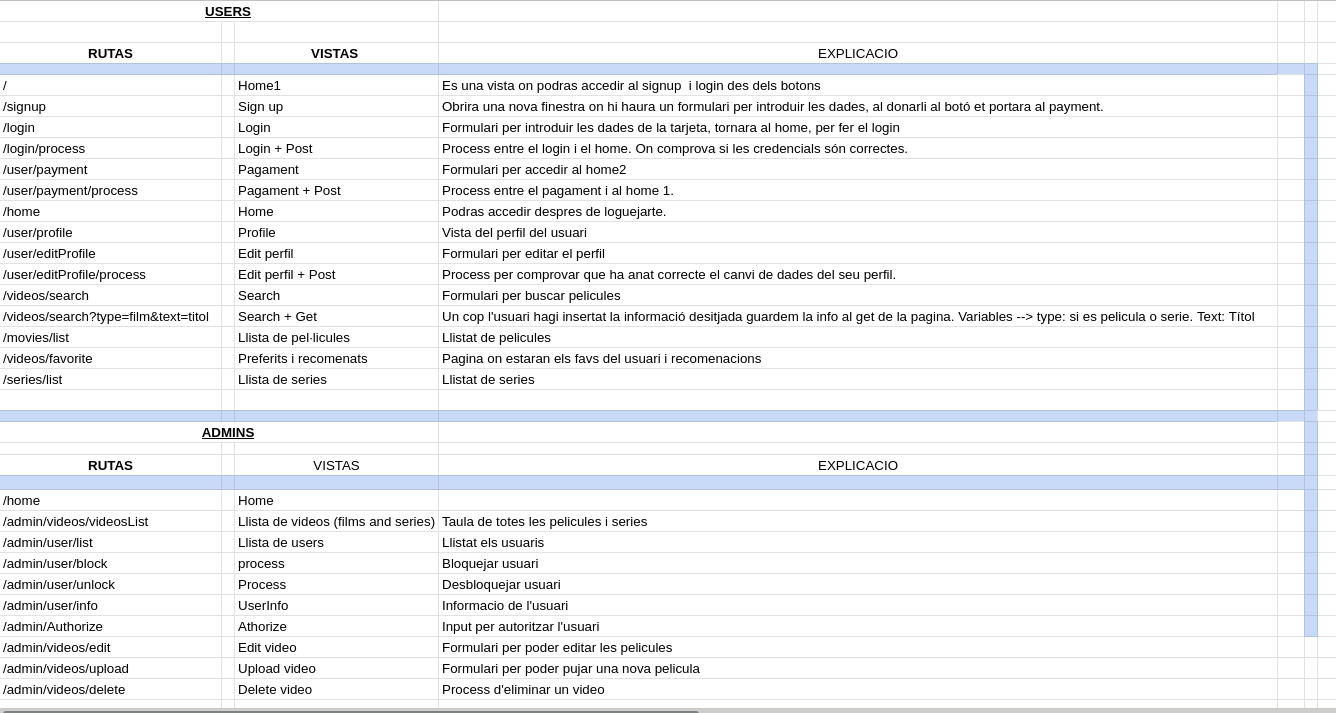 USERS
RUTAS VISTAS EXPLICACIO
/ Home1 Es una vista on podras accedir al signup  i login des dels botons
/signup Sign up Obrira una nova finestra on hi haura un formulari per introduir les dades, al donarli al botó et portara al payment.
/login Login Formulari per introduir les dades de la tarjeta, tornara al home, per fer el login
/login/process Login + Post Process entre el login i el home. On comprova si les credencials són correctes.
/user/payment Pagament Formulari per accedir al home2
/user/payment/process Pagament + Post Process entre el pagament i al home 1.
/home Home Podras accedir despres de loguejarte.
/user/profile Profile Vista del perfil del usuari
/user/editProfile Edit perfil Formulari per editar el perfil
/user/editProfile/process Edit perfil + Post Process per comprovar que ha anat correcte el canvi de dades del seu perfil.
/videos/search Search Formulari per buscar pelicules
/videos/search?type=film&text=titol Search + Get Un cop l'usuari hagi insertat la informació desitjada guardem la info al get de la pagina. Variables --> type: si es pelicula o serie. Text: Títol
/movies/list Llista de pel·licules Llistat de pelicules
/videos/favorite Preferits i recomenats Pagina on estaran els favs del usuari i recomenacions
/series/list Llista de series Llistat de series
ADMINS
RUTAS VISTAS EXPLICACIO
/home Home
/admin/videos/videosList Llista de videos (films and series) Taula de totes les pelicules i series
/admin/user/list Llista de users Llistat els usuaris
/admin/user/block process Bloquejar usuari
/admin/user/unlock Process Desbloquejar usuari
/admin/user/info UserInfo Informacio de l'usuari
/admin/Authorize Athorize Input per autoritzar l'usuari
/admin/videos/edit Edit video Formulari per poder editar les pelicules
/admin/videos/upload Upload video Formulari per poder pujar una nova pelicula
/admin/videos/delete Delete video Process d'eliminar un video